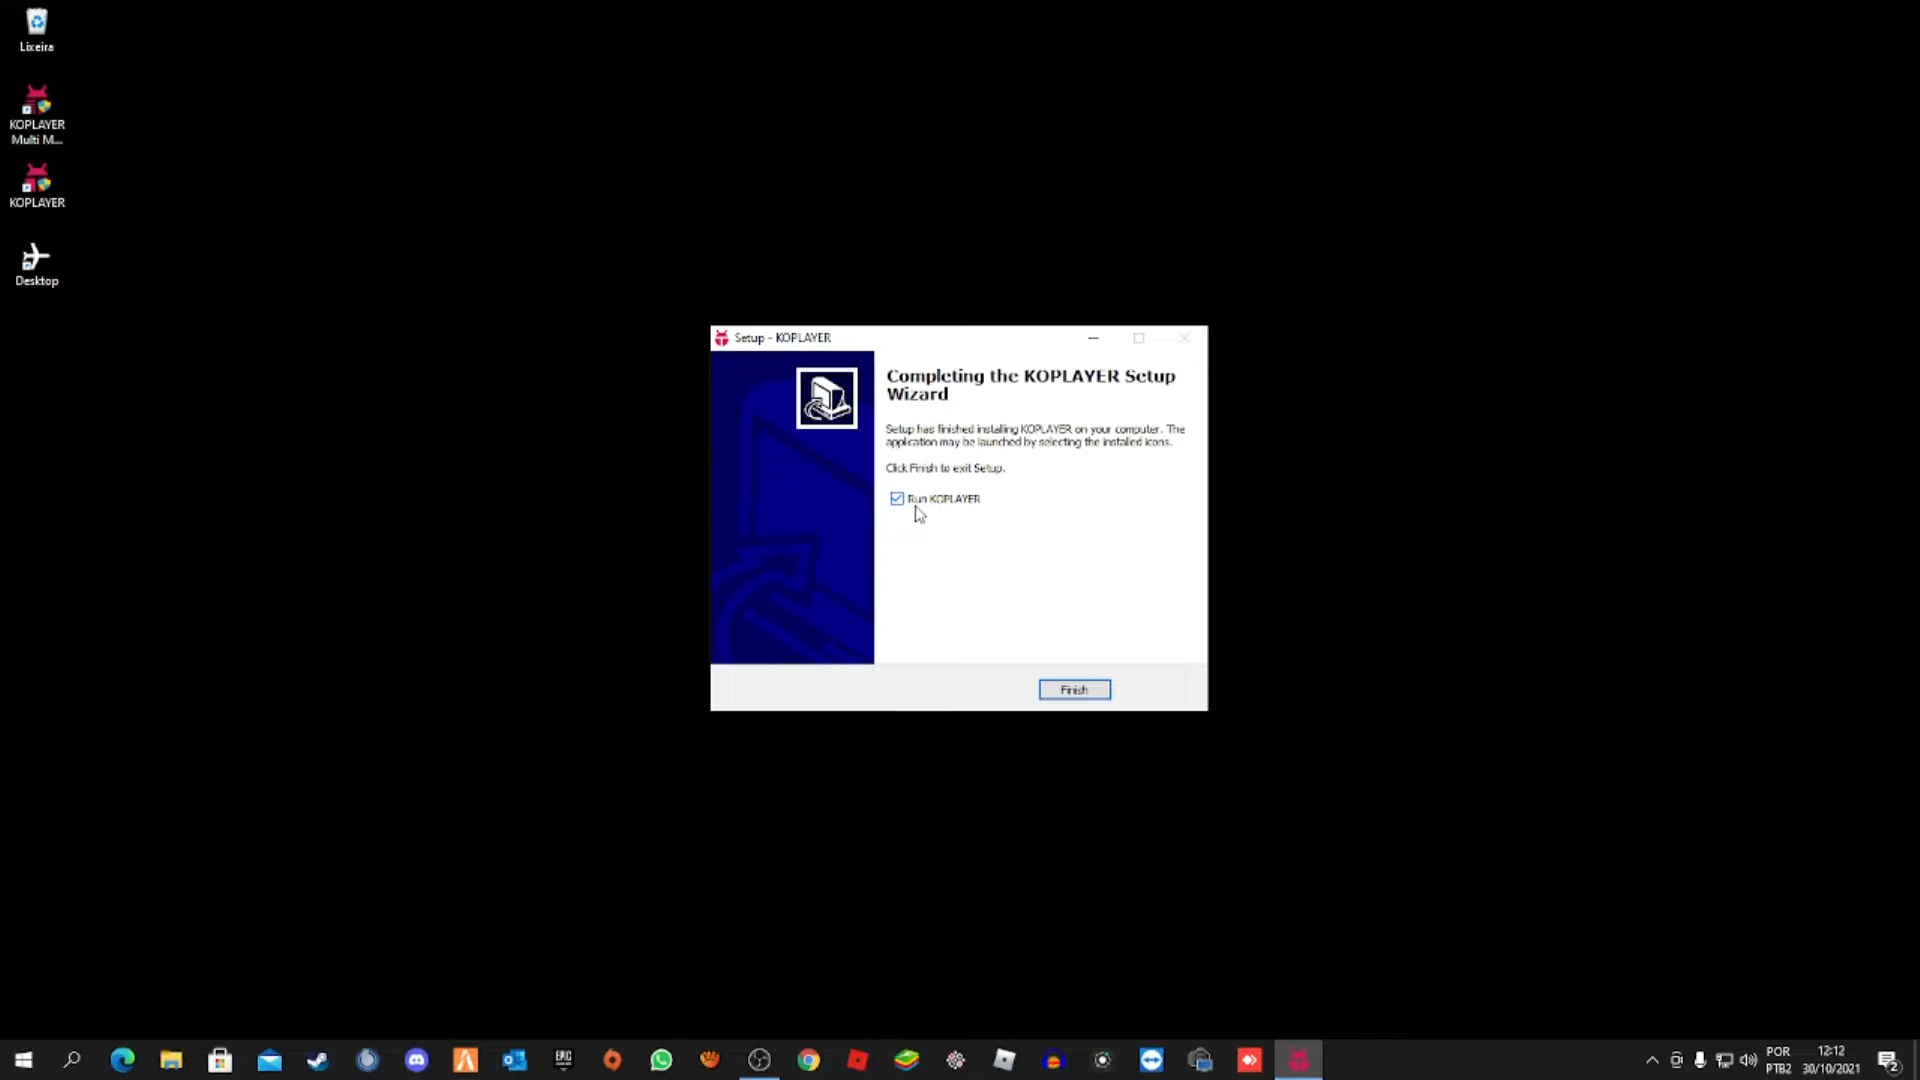 Lixeira
KOPLAYER
Multi M...
KOPLAYER
Desktop
Setup - KOPLAYER
Completing the KOPLAYER Setup
Wizard
Setup has finished installing KOPLAYER on your computer. The
application may be launched by selecting the installed icons.
Click Finish to exit Setup.
Run KOPLAYER
Finish
EPIC
POR
PTB2
12:12
30/10/2021
2